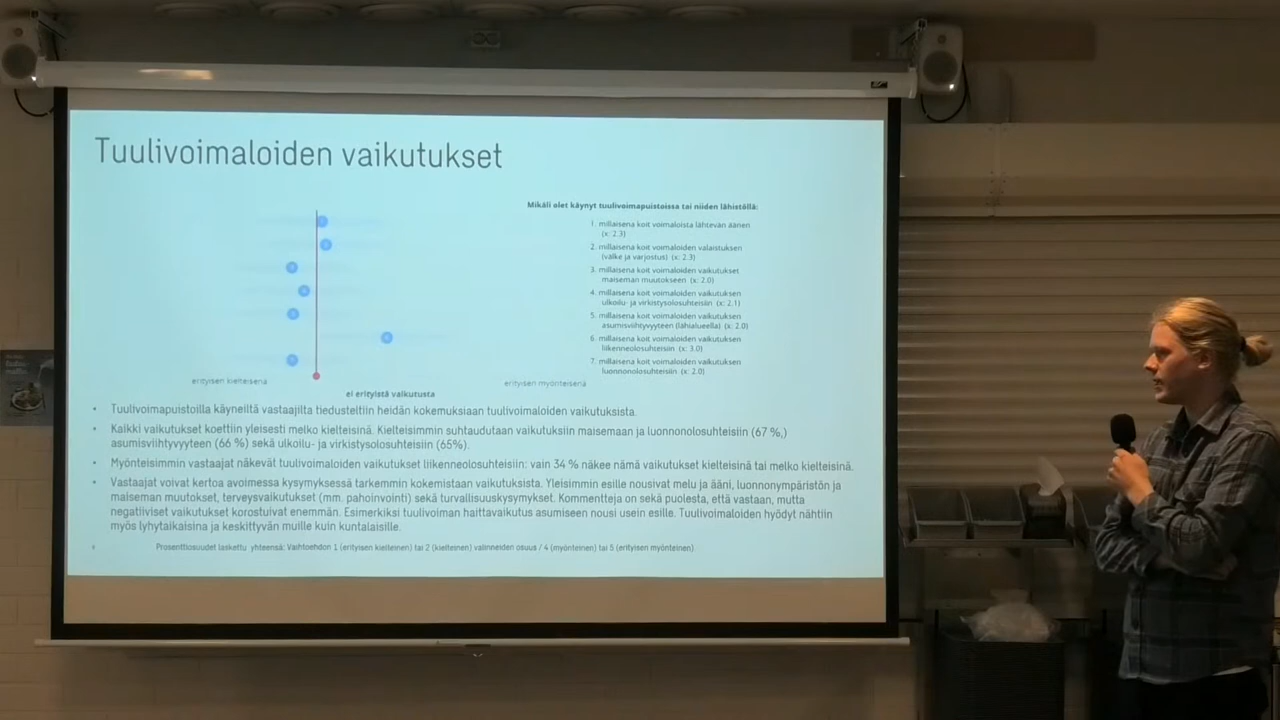 Tuulivoimaloiden vaikutukset
Mikäli olet käynyt tuulivoimapuistoissa tai niiden lähistöllä:
1. millaisena koit voimaloista lähtevän äänen
(x: 2.3)
2. millaisena koit voimaloiden valaistuksen
(välke ja varjostus) (x: 2.3)
3. millaisena koit voimaloiden vaikutukset
maiseman muutokseen (x: 2.0)
4. millaisena koit voimaloiden vaikutuksen
ulkoilu- ja virkistysolosuhteisiin (x: 2.1)
5. millaisena koit voimaloiden vaikutuksen
asumisviihtyvyyteen (lähialueella) (x: 2.0)
6. millaisena koit voimaloiden vaikutuksen
liikenneolosuhteisiin (x: 3.0)
7. millaisena koit voimaloiden vaikutuksen
luonnonolosuhteisiin (x: 2.0)
erityisen kielteisenä
ei erityistä vaikutusta
erityisen myönteisenä
• Tuulivoimapuistoilla käyneiltä vastaajilta tiedusteltiin heidän kokemuksiaan tuulivoimaloiden vaikutuksista.
• Kaikki vaikutukset koettiin yleisesti melko kielteisinä. Kielteisimmin suhtaudutaan vaikutuksiin maisemaan ja luonnonolosuhteisiin (67 %,)
asumisviihtyvyyteen (66 %) sekä ulkoilu- ja virkistysolosuhteisiin (65%).
• Myönteisimmin vastaajat näkevät tuulivoimaloiden vaikutukset liikenneolosuhteisiin: vain 34 % näkee nämä vaikutukset kielteisinä tai melko kielteisinä.
• Vastaajat voivat kertoa avoimessa kysymyksessä tarkemmin kokemistaan vaikutuksista. Yleisimmin esille nousivat melu ja ääni, luonnonympäristön ja
maiseman muutokset, terveysvaikutukset (mm. pahoinvointi) sekä turvallisuuskysymykset. Kommentteja on sekä puolesta, että vastaan, mutta
negatiiviset vaikutukset korostuivat enemmän. Esimerkiksi tuulivoiman haittavaikutus asumiseen nousi usein esille. Tuulivoimaloiden hyödyt nähtiin
myös lyhytaikaisina ja keskittyvän muille kuin kuntalaisille.
Prosenttiosuudet laskettu yhteensä: Vaihtoehdon 1 (erityisen kielteinen) tai 2 (kielteinen) valinneiden osuus / 4 (myönteinen) tai 5 (erityisen myönteinen)